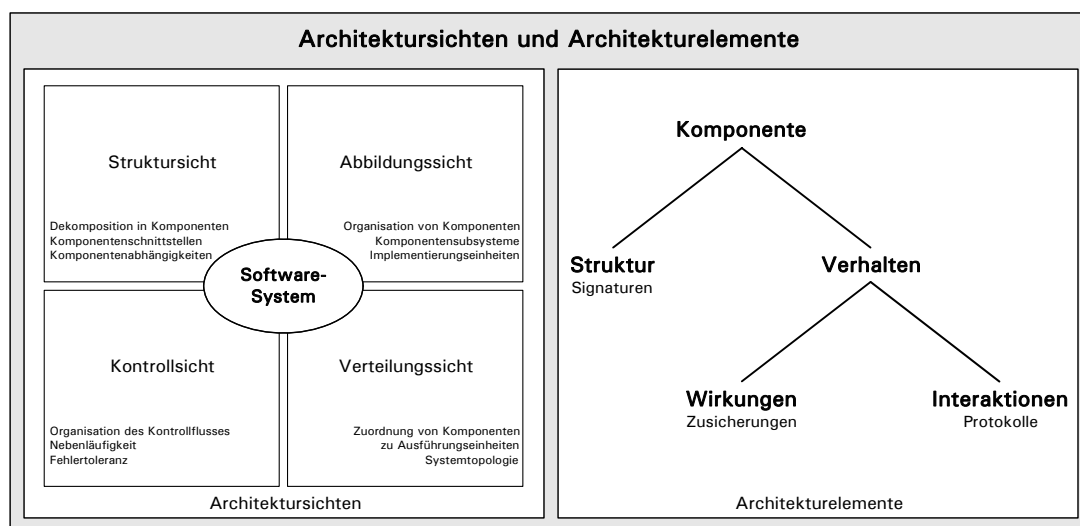 Architektursichten und Architekturelemente
Struktursicht
Dekomposition in Komponenten
Komponentenschnittstellen
Komponentenabhängigkeiten
Abbildungssicht
Organisation von Komponenten
Komponentensubsysteme
Implementierungseinheiten
Software-
System
Kontrollsicht
Organisation des Kontrollflusses
Nebenläufigkeit
Fehlertoleranz
Verteilungssicht
Zuordnung von Komponenten
zu Ausführungseinheiten
Systemtopologie
Architektursichten
Komponente
Struktur
Signaturen
Verhalten
Wirkungen
Zusicherungen
Interaktionen
Protokolle
Architekturelemente